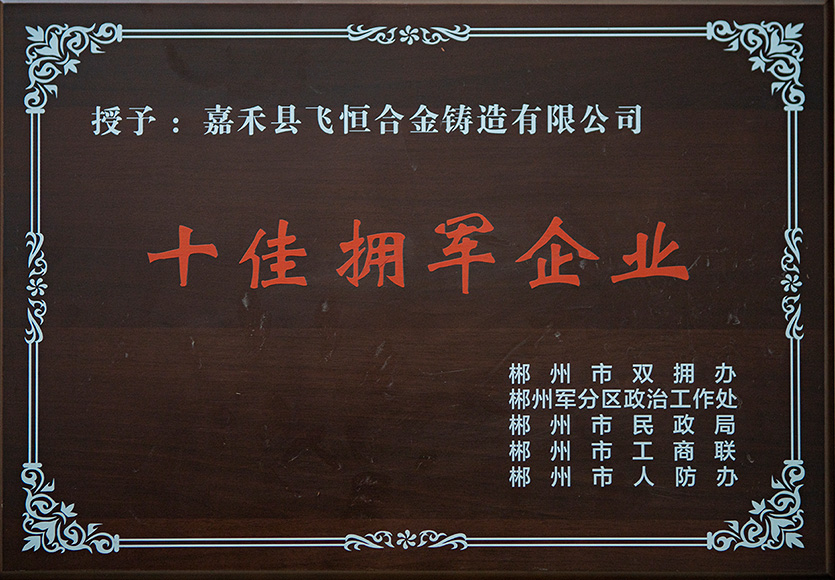 授予：嘉禾县飞恒合金铸造有限公司
十佳拥军企业
郴州市双拥办
郴州军分区政治工作处
郴州市民政局
郴州市工商联
郴州市人防办